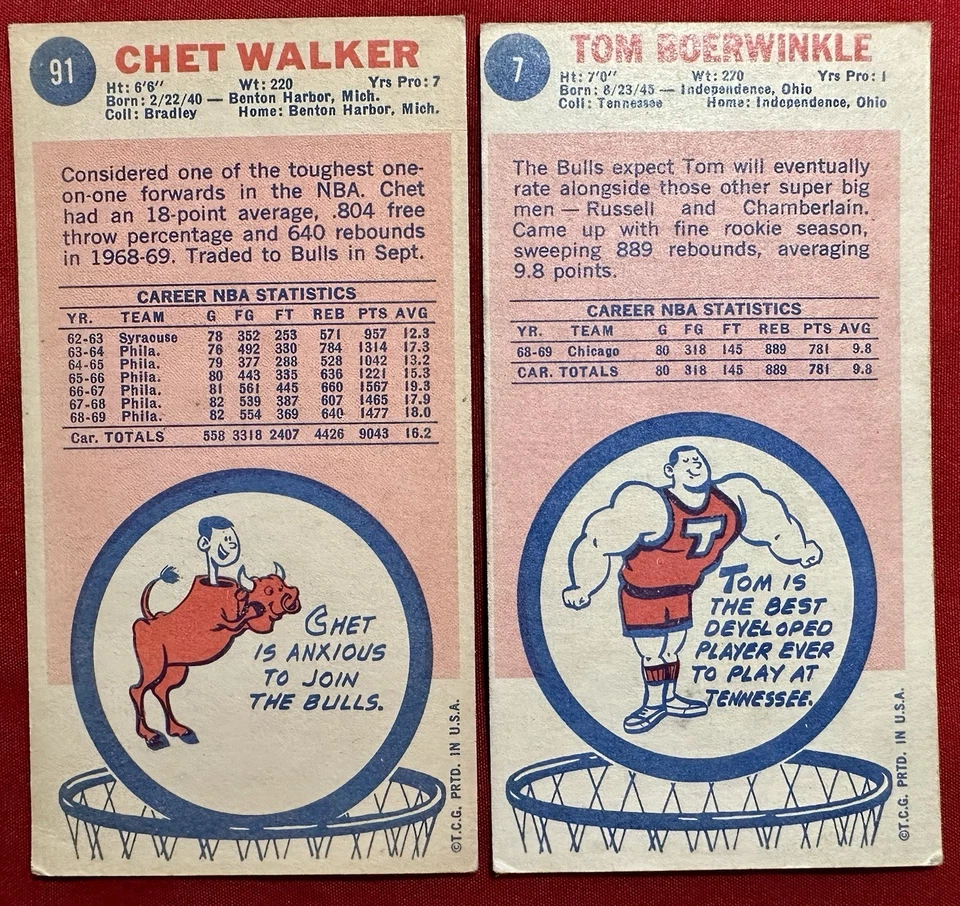 91
CHET WALKER
Ht: 6'6" Wt: 220 Yrs Pro: 7
Born: 2/22/40 — Benton Harbor, Mich.
Coll: Bradley Home: Benton Harbor, Mich.
Considered one of the toughest one-
on-one forwards in the NBA. Chet
had an 18-point average, .804 free
throw percentage and 640 rebounds
in 1968-69. Traded to Bulls in Sept.
CAREER NBA STATISTICS
YR. TEAM G FG FT REB PTS AVG
62-63 Syracuse 78 352 253 571 957 12.3
63-64 Phila. 76 492 330 784 1314 17.3
64-65 Phila. 79 377 288 528 1042 13.2
65-66 Phila. 80 443 335 636 1221 15.3
66-67 Phila. 81 561 445 660 1567 19.3
67-68 Phila. 82 539 387 607 1465 17.9
68-69 Phila. 82 554 369 640 1477 18.0
Car. TOTALS 558 3318 2407 4426 9043 16.2
CHET
IS ANXIOUS
TO JOIN
THE BULLS.
©T.C.G. PRTD. IN U.S.A.
7
TOM BOERWINKLE
Ht: 7'0" Wt: 270 Yrs Pro: 1
Born: 8/23/45 — Independence, Ohio
Coll: Tennessee Home: Independence, Ohio
The Bulls expect Tom will eventually
rate alongside those other super big
men — Russell and Chamberlain.
Came up with fine rookie season,
sweeping 889 rebounds, averaging
9.8 points.
CAREER NBA STATISTICS
YR. TEAM G FG FT REB PTS AVG
68-69 Chicago 80 318 145 889 781 9.8
CAR. TOTALS 80 318 145 889 781 9.8
T
TOM IS
THE BEST
DEVELOPED
PLAYER EVER
TO PLAY AT
TENNESSEE.
©T.C.G. PRTD. IN U.S.A.